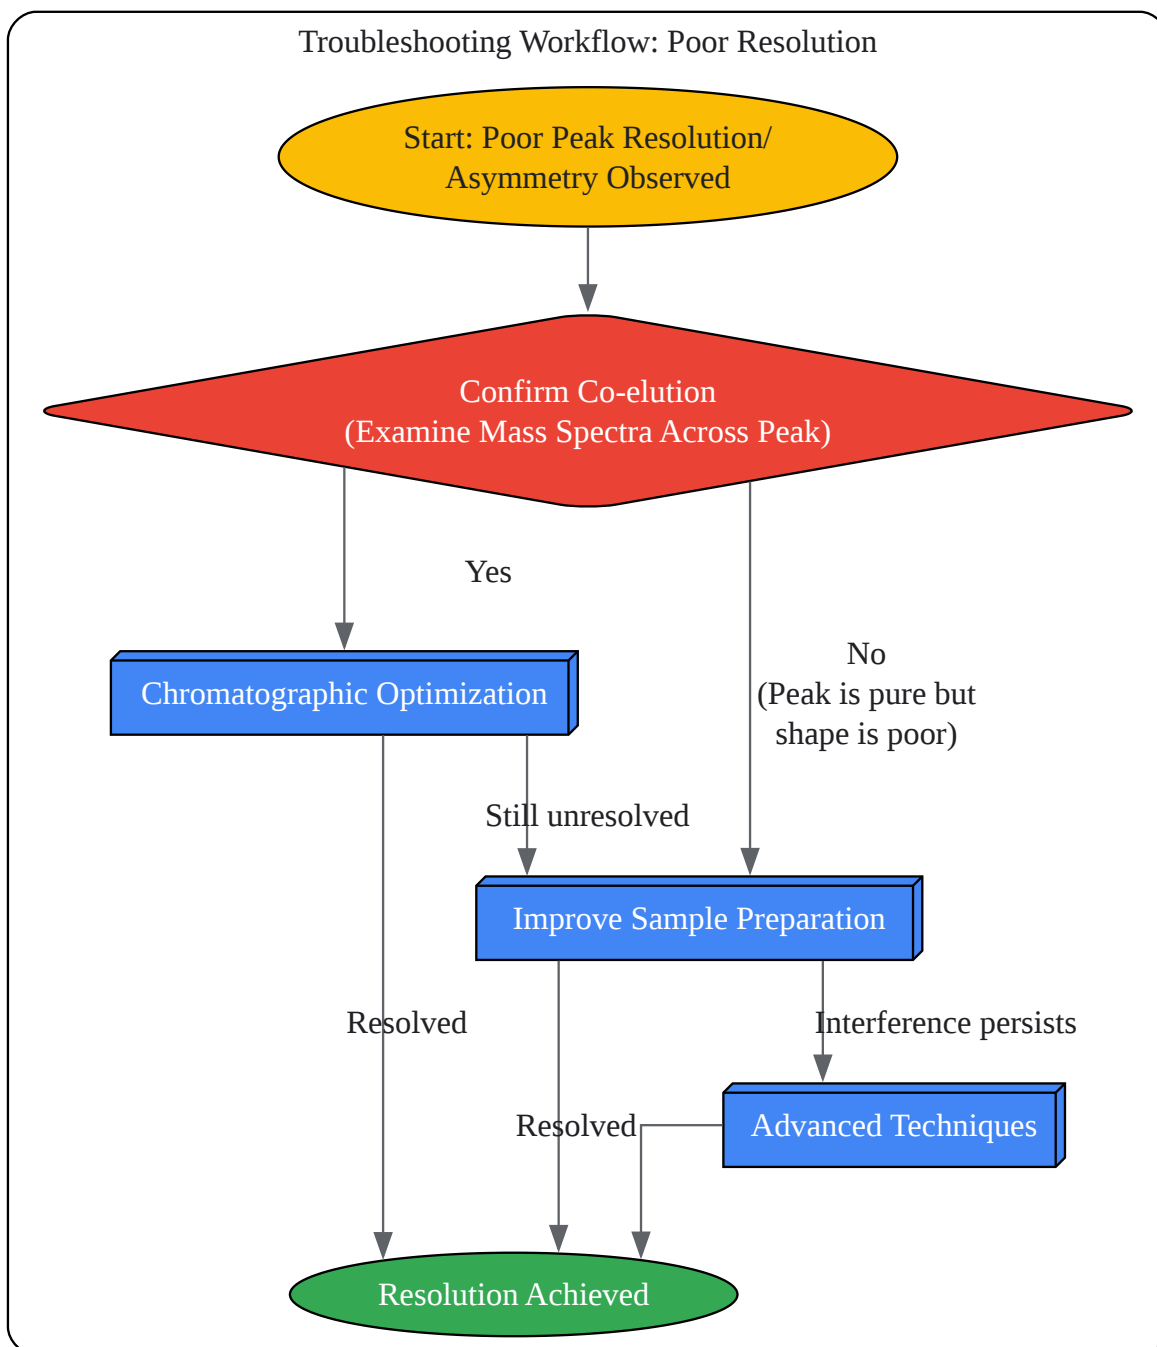 Troubleshooting Workflow: Poor Resolution
Start: Poor Peak Resolution/
Asymmetry Observed
Confirm Co-elution
(Examine Mass Spectra Across Peak)
Yes
No
(Peak is pure but
shape is poor)
Chromatographic Optimization
Still unresolved
Improve Sample Preparation
Resolved
Interference persists
Resolved
Advanced Techniques
Resolution Achieved